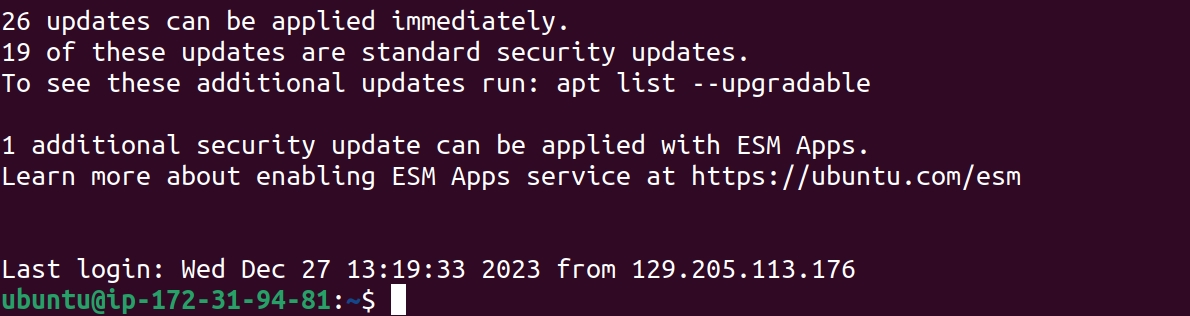 26 updates can be applied immediately.
19 of these updates are standard security updates.
To see these additional updates run: apt list --upgradable
1 additional security update can be applied with ESM Apps.
Learn more about enabling ESM Apps service at https://ubuntu.com/esm
Last login: Wed Dec 27 13:19:33 2023 from 129.205.113.176
ubuntu@ip-172-31-94-81:~$